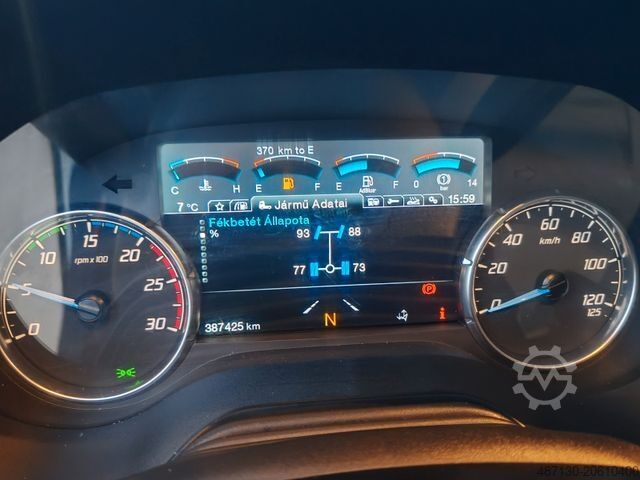 370 km to E
C H E F E AdBlue F 0 bar 14
7 °C Jármű Adatai 15:59
Fékbetét Állapota
% 93 88
77 73
387425 km N i
0 5 10 15 20 25 30
rpm x 100
0 20 40 60 80 100 120 125
km/h
487130-20610409